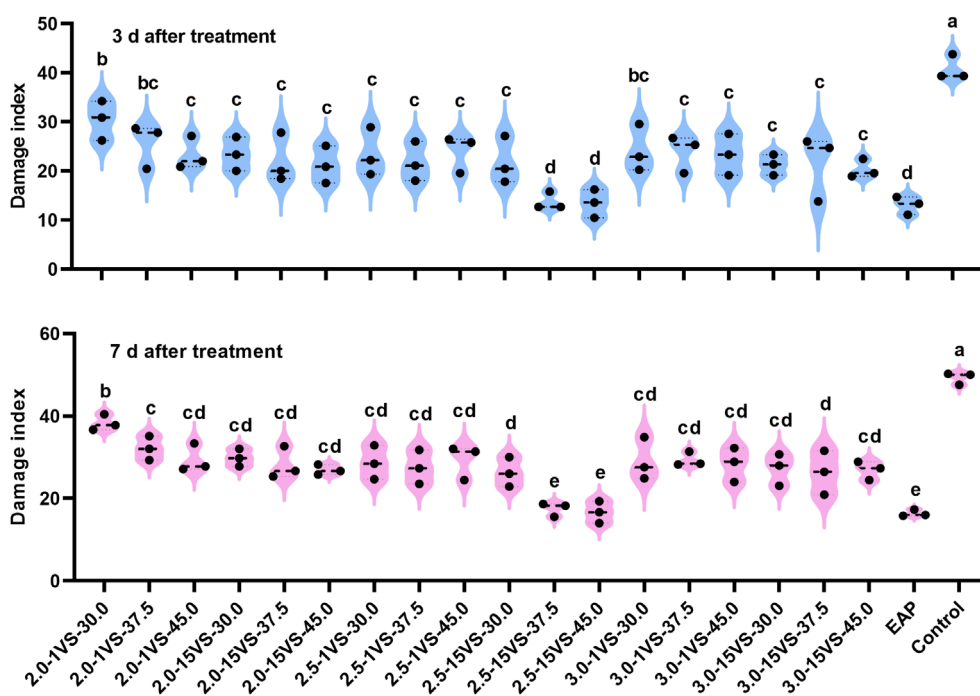 50
40
30
20
10
0
Damage index
3 d after treatment
b
bc
c
c
c
c
c
c
c
c
d
d
bc
c
c
c
c
c
d
a
60
40
20
0
Damage index
7 d after treatment
b
c
cd
cd
cd
cd
cd
cd
cd
d
e
e
cd
cd
cd
cd
d
cd
e
a
2.0-1VS-30.0
2.0-1VS-37.5
2.0-1VS-45.0
2.0-15VS-30.0
2.0-15VS-37.5
2.0-15VS-45.0
2.5-1VS-30.0
2.5-1VS-37.5
2.5-1VS-45.0
2.5-15VS-30.0
2.5-15VS-37.5
2.5-15VS-45.0
3.0-1VS-30.0
3.0-1VS-37.5
3.0-1VS-45.0
3.0-15VS-30.0
3.0-15VS-37.5
3.0-15VS-45.0
EAP
Control